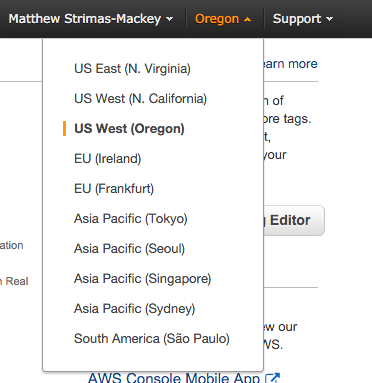 Matthew Strimas-Mackey Oregon Support
earn more
US East (N. Virginia)
US West (N. California)
n of
ore tags.
US West (Oregon)
t,
EU (Ireland)
your
EU (Frankfurt)
Asia Pacific (Tokyo)
g Editor
ation
Asia Pacific (Seoul)
n Real
Asia Pacific (Singapore)
Asia Pacific (Sydney)
ew our
South America (São Paulo)
WS.
AWS Console Mobile App